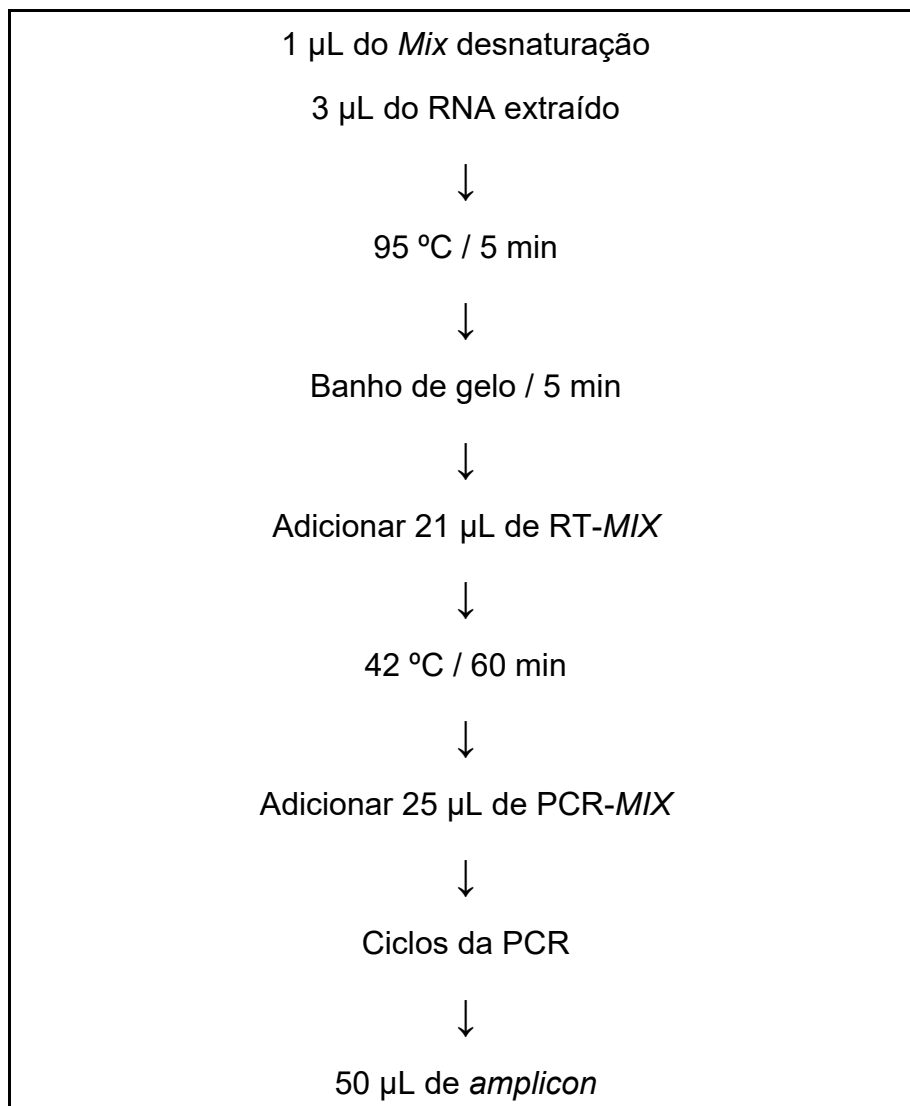 1 µL do Mix desnaturação
3 µL do RNA extraído
↓
95 ºC / 5 min
↓
Banho de gelo / 5 min
↓
Adicionar 21 µL de RT-MIX
↓
42 ºC / 60 min
↓
Adicionar 25 µL de PCR-MIX
↓
Ciclos da PCR
↓
50 µL de amplicon